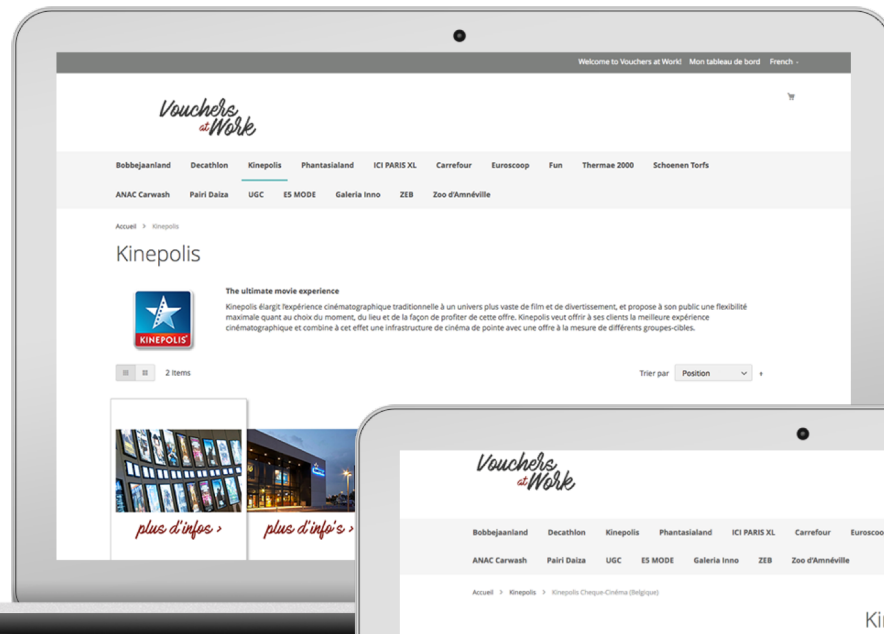 Welcome to Vouchers at Work! Mon tableau de bord French
Vouchers
at Work
Bobbejaanland Decathlon Kinepolis Phantasialand ICI PARIS XL Carrefour Euroscoop Fun Thermae 2000 Schoenen Torfs
ANAC Carwash Pairi Daiza UGC E5 MODE Galeria Inno ZEB Zoo d'Amnéville
Accueil > Kinepolis
Kinepolis
The ultimate movie experience
Kinepolis élargit l'expérience cinématographique traditionnelle à un univers plus vaste de film et de divertissement, et propose à son public une flexibilité
maximale quant au choix du moment, du lieu et de la façon de profiter de cette offre. Kinepolis veut offrir à ses clients la meilleure expérience
cinématographique et combine à cet effet une infrastructure de cinéma de pointe avec une offre à la mesure de différents groupes-cibles.
KINEPOLIS
2 Items
Trier par Position
plus d'infos > plus d'info's >
Vouchers
at Work
Bobbejaanland Decathlon Kinepolis Phantasialand ICI PARIS XL Carrefour Euroscoo
ANAC Carwash Pairi Daiza UGC E5 MODE Galeria Inno ZEB Zoo d'Amnéville
Accueil > Kinepolis > Kinepolis Cheque-Cinéma (Belgique)
Ki